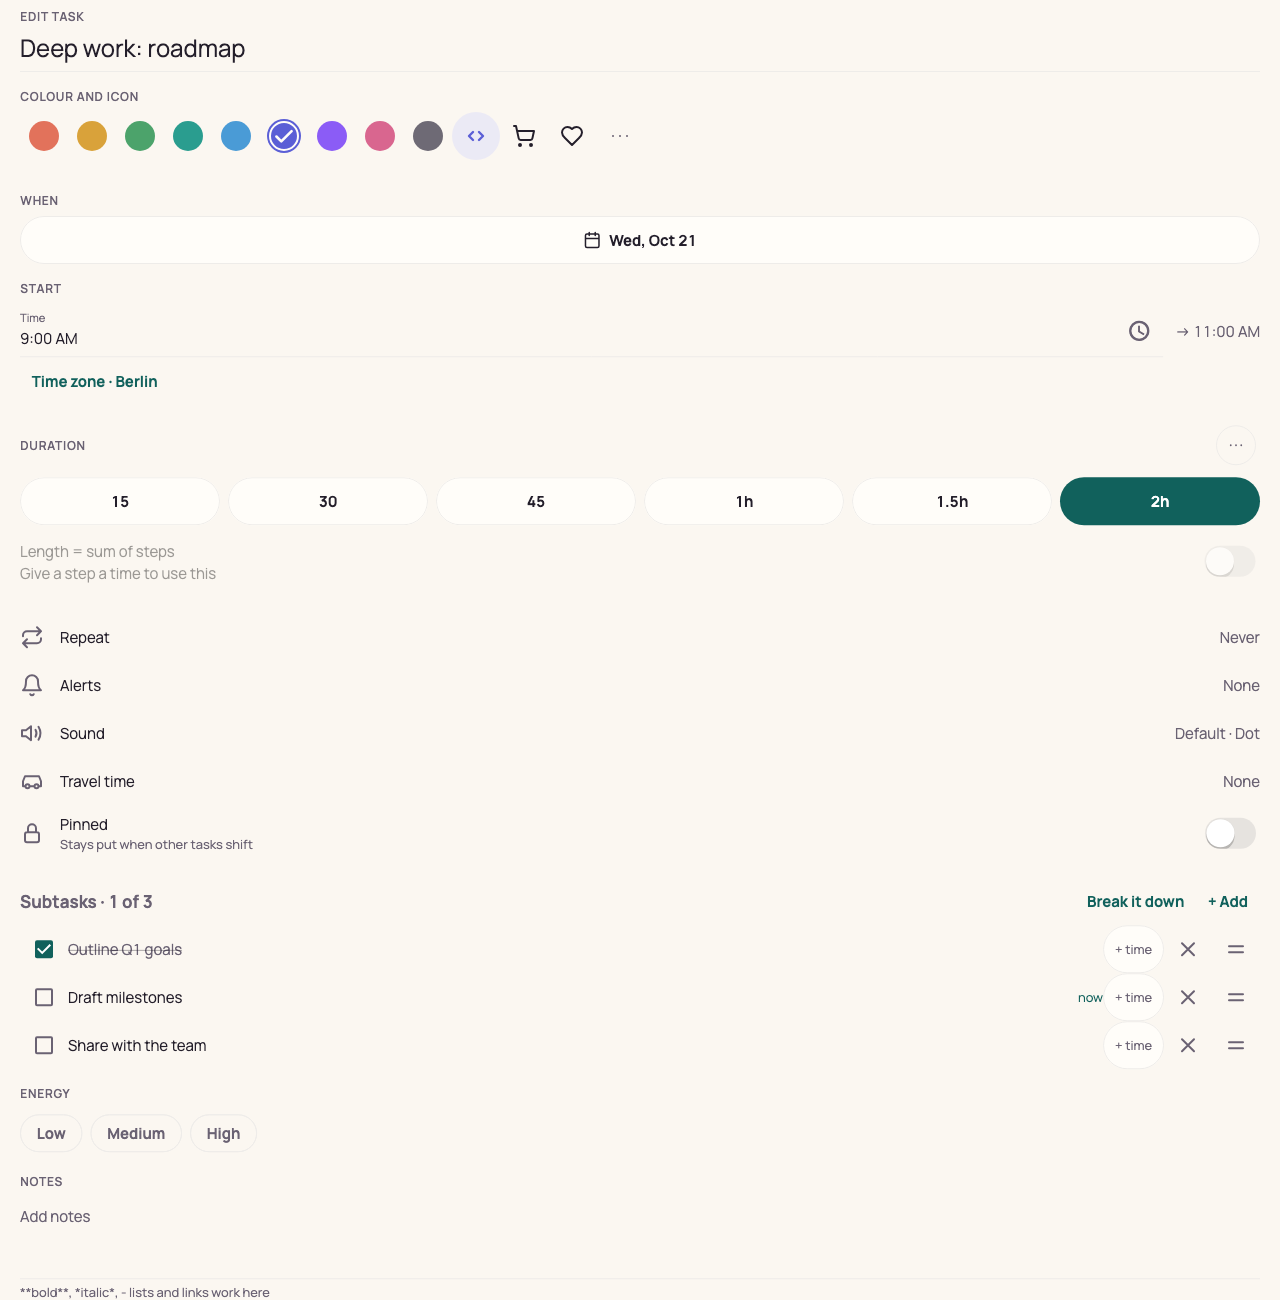 EDIT TASK
Deep work: roadmap
COLOUR AND ICON
WHEN
Wed, Oct 21
START
Time
9:00 AM
→ 11:00 AM
Time zone · Berlin
DURATION
15 30 45 1h 1.5h 2h
Length = sum of steps
Give a step a time to use this
Repeat Never
Alerts None
Sound Default · Dot
Travel time None
Pinned
Stays put when other tasks shift
Subtasks · 1 of 3 Break it down + Add
Outline Q1 goals + time
Draft milestones now + time
Share with the team + time
ENERGY
Low Medium High
NOTES
Add notes
**bold**, *italic*, - lists and links work here